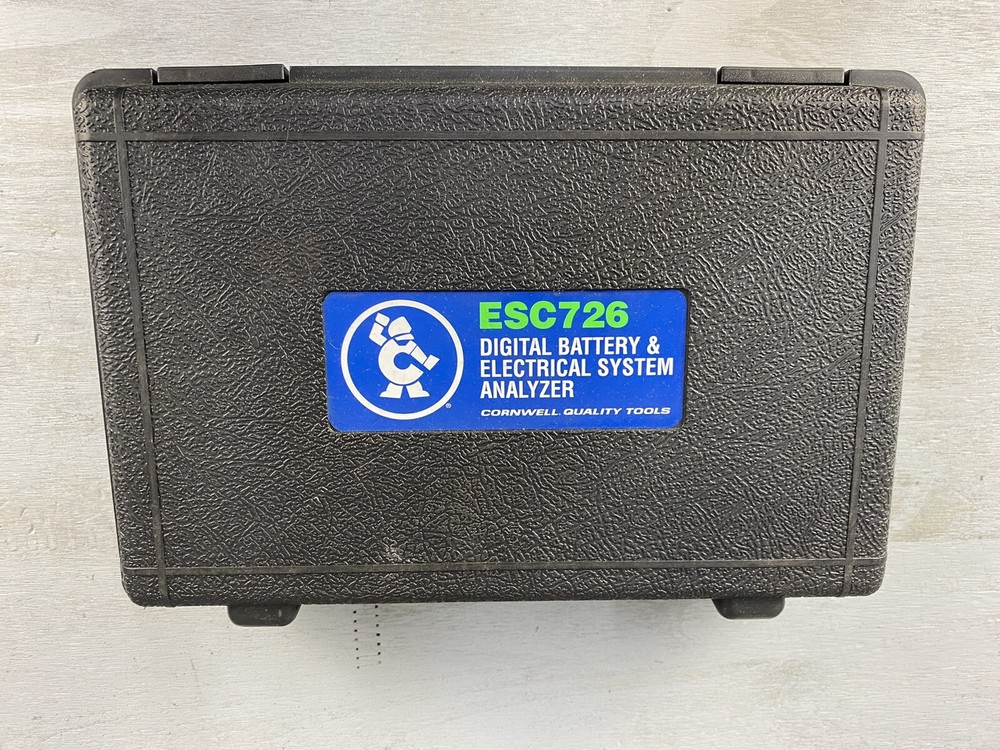 ESC726
DIGITAL BATTERY &
ELECTRICAL SYSTEM
ANALYZER
CORNWELL QUALITY TOOLS
®